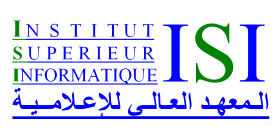 INSTITUT
SUPERIEUR
INFORMATIQUE
ISI
المعهد العالي للإعلامية